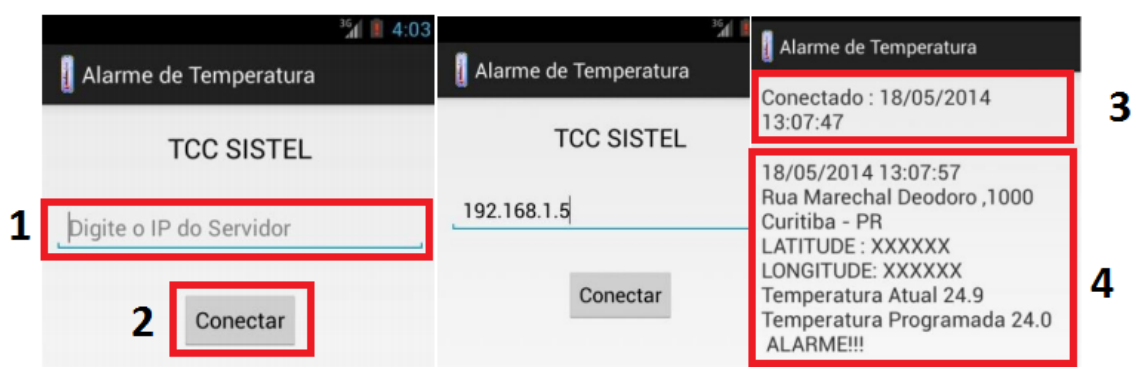 3G 4:03
Alarme de Temperatura
TCC SISTEL
1
Digite o IP do Servidor
2
Conectar
3G
Alarme de Temperatura
TCC SISTEL
192.168.1.5
Conectar
Alarme de Temperatura
Conectado : 18/05/2014
13:07:47
3
18/05/2014 13:07:57
Rua Marechal Deodoro ,1000
Curitiba - PR
LATITUDE : XXXXXX
LONGITUDE: XXXXXX
Temperatura Atual 24.9
Temperatura Programada 24.0
ALARME!!!
4